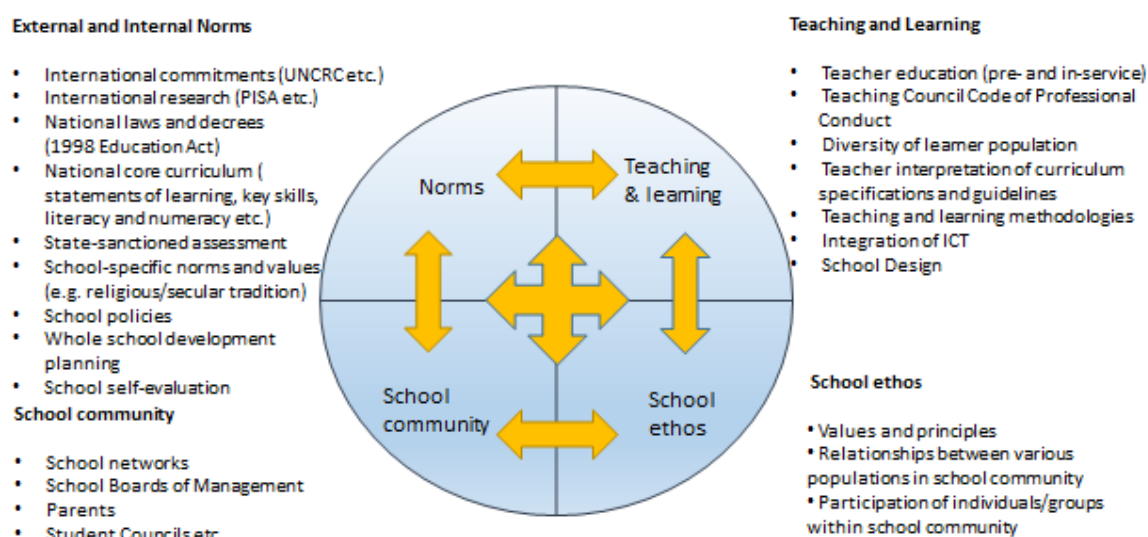 External and Internal Norms
• International commitments (UNCRC etc.)
• International research (PISA etc.)
• National laws and decrees
(1998 Education Act)
• National core curriculum (
statements of learning, key skills,
literacy and numeracy etc.)
• State-sanctioned assessment
• School-specific norms and values
(e.g. religious/secular tradition)
• School policies
• Whole school development
planning
• School self-evaluation
School community
• School networks
• School Boards of Management
• Parents
• Student Councils etc
Norms
Teaching
& learning
School
community
School
ethos
Teaching and Learning
• Teacher education (pre- and in-service)
• Teaching Council Code of Professional
Conduct
• Diversity of learner population
• Teacher interpretation of curriculum
specifications and guidelines
• Teaching and learning methodologies
• Integration of ICT
• School Design
School ethos
• Values and principles
• Relationships between various
populations in school community
• Participation of individuals/groups
within school community